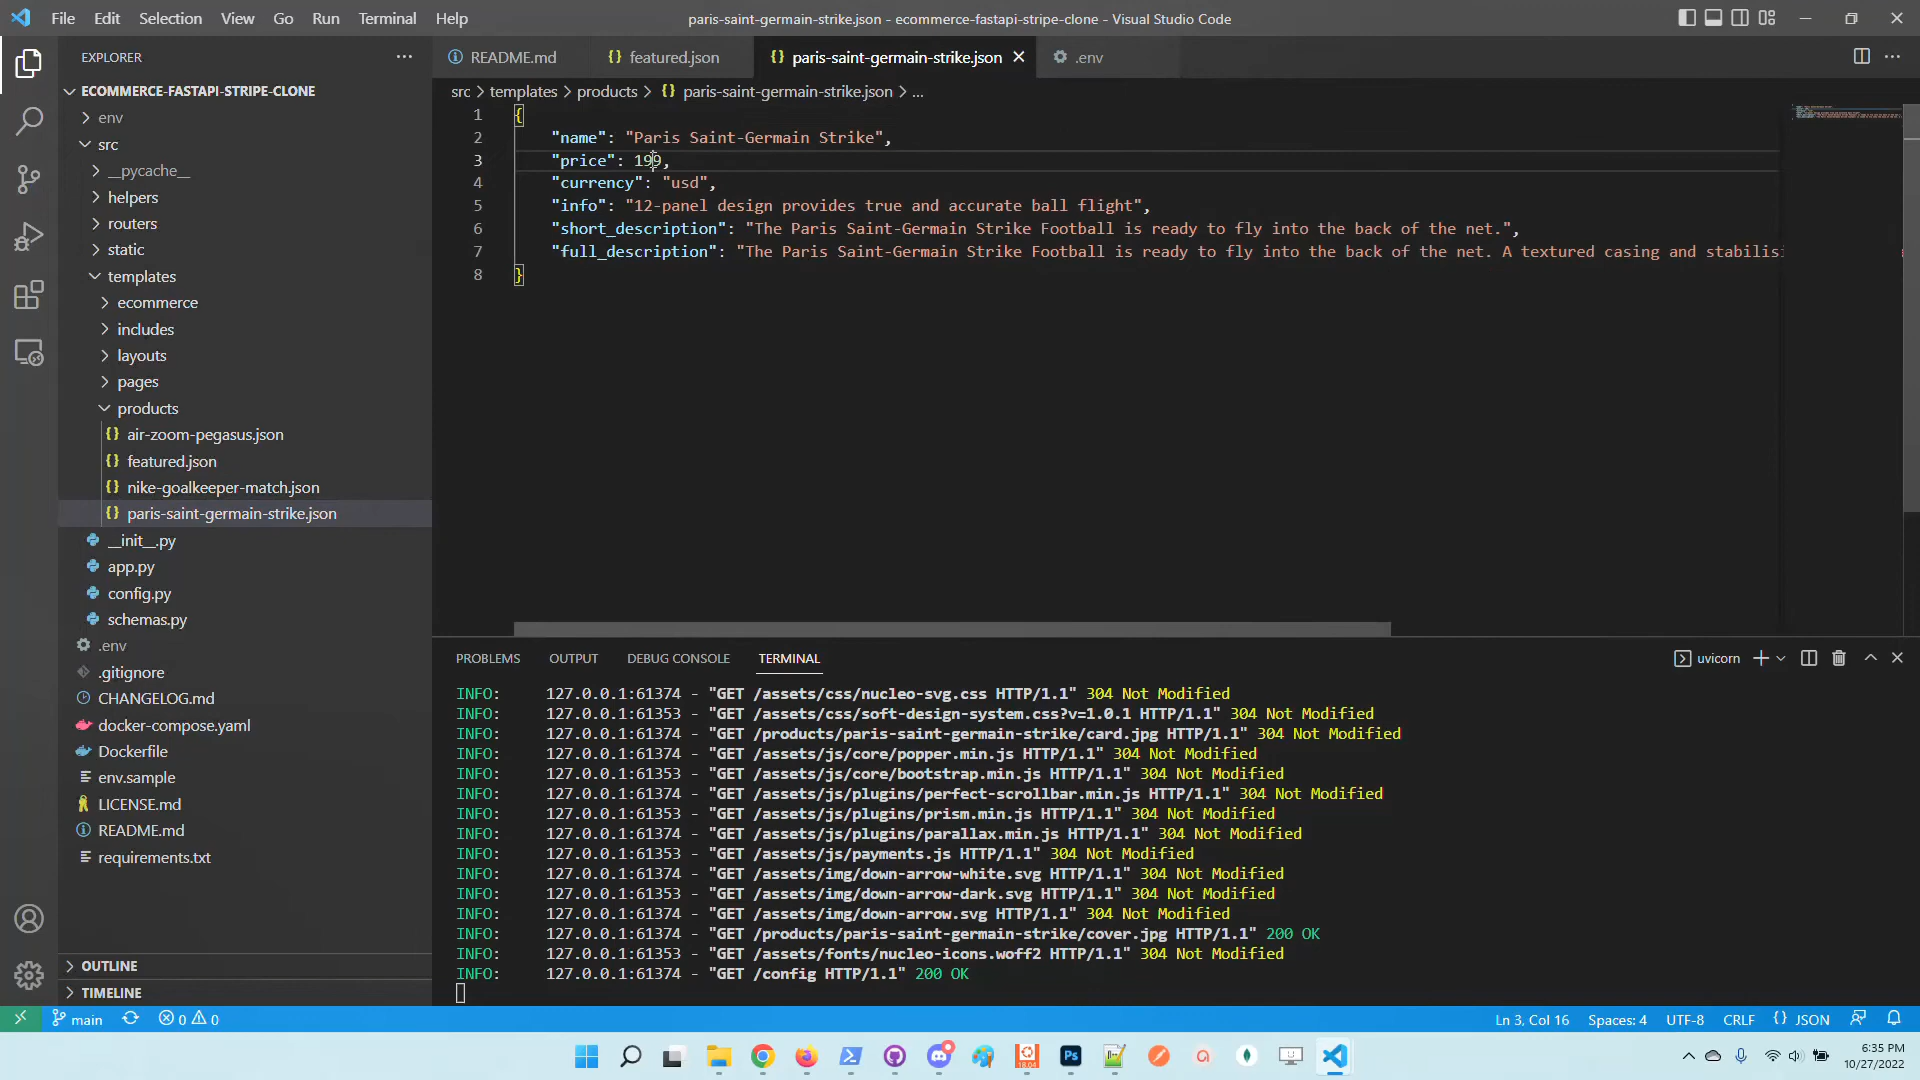 File Edit Selection View Go Run Terminal Help
paris-saint-germain-strike.json - ecommerce-fastapi-stripe-clone - Visual Studio Code
EXPLORER
ECOMMERCE-FASTAPI-STRIPE-CLONE
env
src
__pycache__
helpers
routers
static
templates
ecommerce
includes
layouts
pages
products
{} air-zoom-pegasus.json
{} featured.json
{} nike-goalkeeper-match.json
{} paris-saint-germain-strike.json
__init__.py
app.py
config.py
schemas.py
.env
.gitignore
CHANGELOG.md
docker-compose.yaml
Dockerfile
env.sample
LICENSE.md
README.md
requirements.txt
OUTLINE
TIMELINE
README.md {} featured.json {} paris-saint-germain-strike.json .env
src > templates > products > {} paris-saint-germain-strike.json > ...
1 {
2 "name": "Paris Saint-Germain Strike",
3 "price": 199,
4 "currency": "usd",
5 "info": "12-panel design provides true and accurate ball flight",
6 "short_description": "The Paris Saint-Germain Strike Football is ready to fly into the back of the net.",
7 "full_description": "The Paris Saint-Germain Strike Football is ready to fly into the back of the net. A textured casing and stabilisi
8 }
PROBLEMS OUTPUT DEBUG CONSOLE TERMINAL
uvicorn
INFO: 127.0.0.1:61374 - "GET /assets/css/nucleo-svg.css HTTP/1.1" 304 Not Modified
INFO: 127.0.0.1:61353 - "GET /assets/css/soft-design-system.css?v=1.0.1 HTTP/1.1" 304 Not Modified
INFO: 127.0.0.1:61374 - "GET /products/paris-saint-germain-strike/card.jpg HTTP/1.1" 304 Not Modified
INFO: 127.0.0.1:61374 - "GET /assets/js/core/popper.min.js HTTP/1.1" 304 Not Modified
INFO: 127.0.0.1:61353 - "GET /assets/js/core/bootstrap.min.js HTTP/1.1" 304 Not Modified
INFO: 127.0.0.1:61374 - "GET /assets/js/plugins/perfect-scrollbar.min.js HTTP/1.1" 304 Not Modified
INFO: 127.0.0.1:61353 - "GET /assets/js/plugins/prism.min.js HTTP/1.1" 304 Not Modified
INFO: 127.0.0.1:61374 - "GET /assets/js/plugins/parallax.min.js HTTP/1.1" 304 Not Modified
INFO: 127.0.0.1:61353 - "GET /assets/js/payments.js HTTP/1.1" 304 Not Modified
INFO: 127.0.0.1:61374 - "GET /assets/img/down-arrow-white.svg HTTP/1.1" 304 Not Modified
INFO: 127.0.0.1:61353 - "GET /assets/img/down-arrow-dark.svg HTTP/1.1" 304 Not Modified
INFO: 127.0.0.1:61374 - "GET /assets/img/down-arrow.svg HTTP/1.1" 304 Not Modified
INFO: 127.0.0.1:61374 - "GET /products/paris-saint-germain-strike/cover.jpg HTTP/1.1" 200 OK
INFO: 127.0.0.1:61353 - "GET /assets/fonts/nucleo-icons.woff2 HTTP/1.1" 304 Not Modified
INFO: 127.0.0.1:61374 - "GET /config HTTP/1.1" 200 OK
main 0 0
Ln 3, Col 16 Spaces: 4 UTF-8 CRLF {} JSON
Ps
6:35 PM
10/27/2022